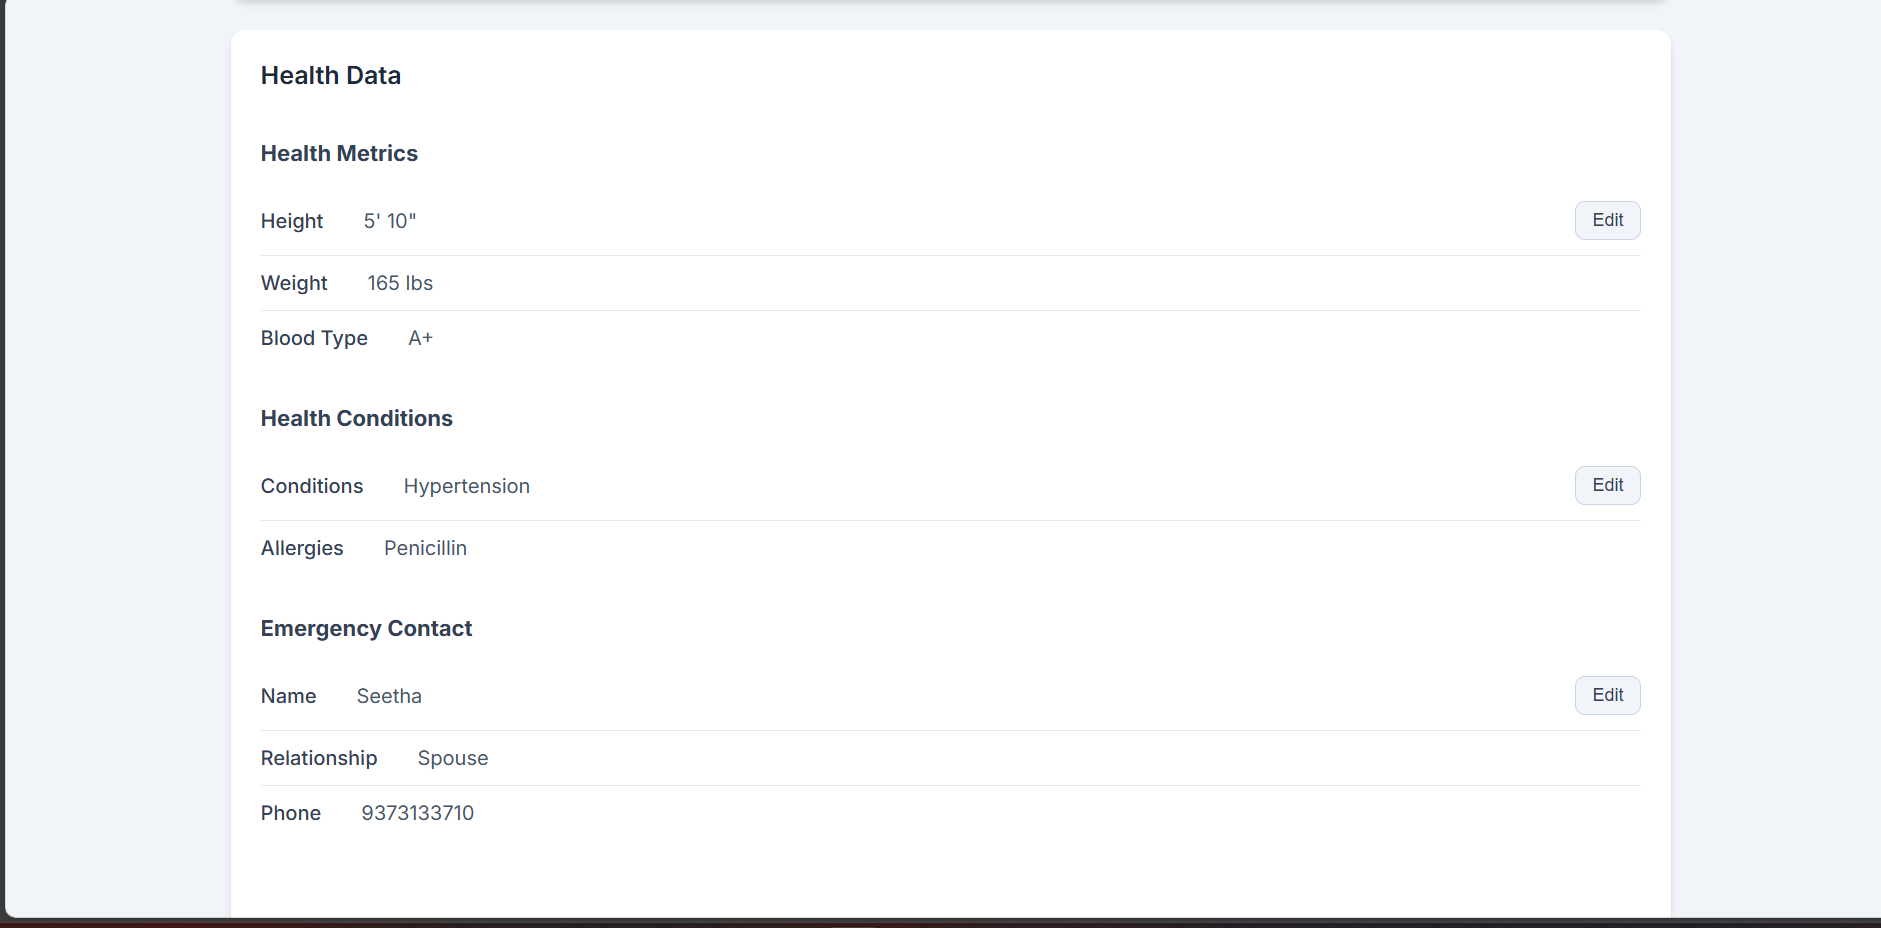 Health Data
Health Metrics
Height 5' 10" Edit
Weight 165 lbs
Blood Type A+
Health Conditions
Conditions Hypertension Edit
Allergies Penicillin
Emergency Contact
Name Seetha Edit
Relationship Spouse
Phone 9373133710